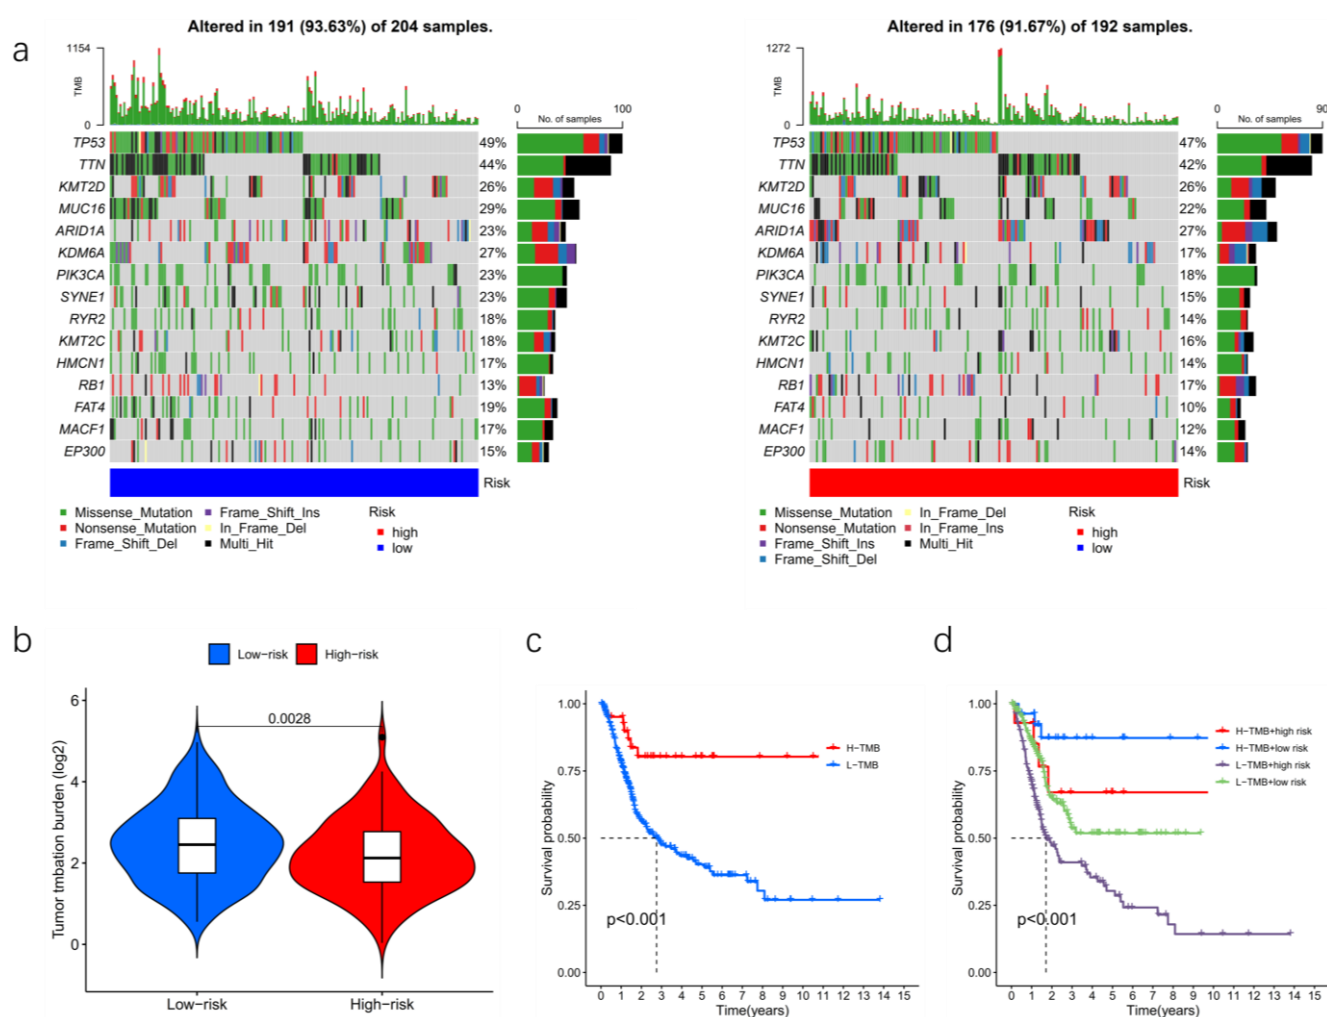 a
Altered in 191 (93.63%) of 204 samples.
1154
TMB
0
0 100
No. of samples
TP53 49%
TTN 44%
KMT2D 26%
MUC16 29%
ARID1A 23%
KDM6A 27%
PIK3CA 23%
SYNE1 23%
RYR2 18%
KMT2C 18%
HMCN1 17%
RB1 13%
FAT4 19%
MACF1 17%
EP300 15%
Risk
Missense_Mutation
Nonsense_Mutation
Frame_Shift_Del
Frame_Shift_Ins
In_Frame_Del
Multi_Hit
Risk
high
low
Altered in 176 (91.67%) of 192 samples.
1272
TMB
0
0 90
No. of samples
TP53 47%
TTN 42%
KMT2D 26%
MUC16 22%
ARID1A 27%
KDM6A 17%
PIK3CA 18%
SYNE1 15%
RYR2 14%
KMT2C 16%
HMCN1 14%
RB1 17%
FAT4 10%
MACF1 12%
EP300 14%
Risk
Missense_Mutation
Nonsense_Mutation
Frame_Shift_Ins
Frame_Shift_Del
In_Frame_Del
In_Frame_Ins
Multi_Hit
Risk
high
low
b
Low-risk High-risk
Tumor tmbation burden (log2)
6
4
2
0
0.0028
Low-risk High-risk
c
Survival probability
1.00
0.75
0.50
0.25
0.00
p<0.001
H-TMB
L-TMB
0 1 2 3 4 5 6 7 8 9 10 11 12 13 14 15
Time(years)
d
Survival probability
1.00
0.75
0.50
0.25
0.00
p<0.001
H-TMB+high risk
H-TMB+low risk
L-TMB+high risk
L-TMB+low risk
0 1 2 3 4 5 6 7 8 9 10 11 12 13 14 15
Time(years)